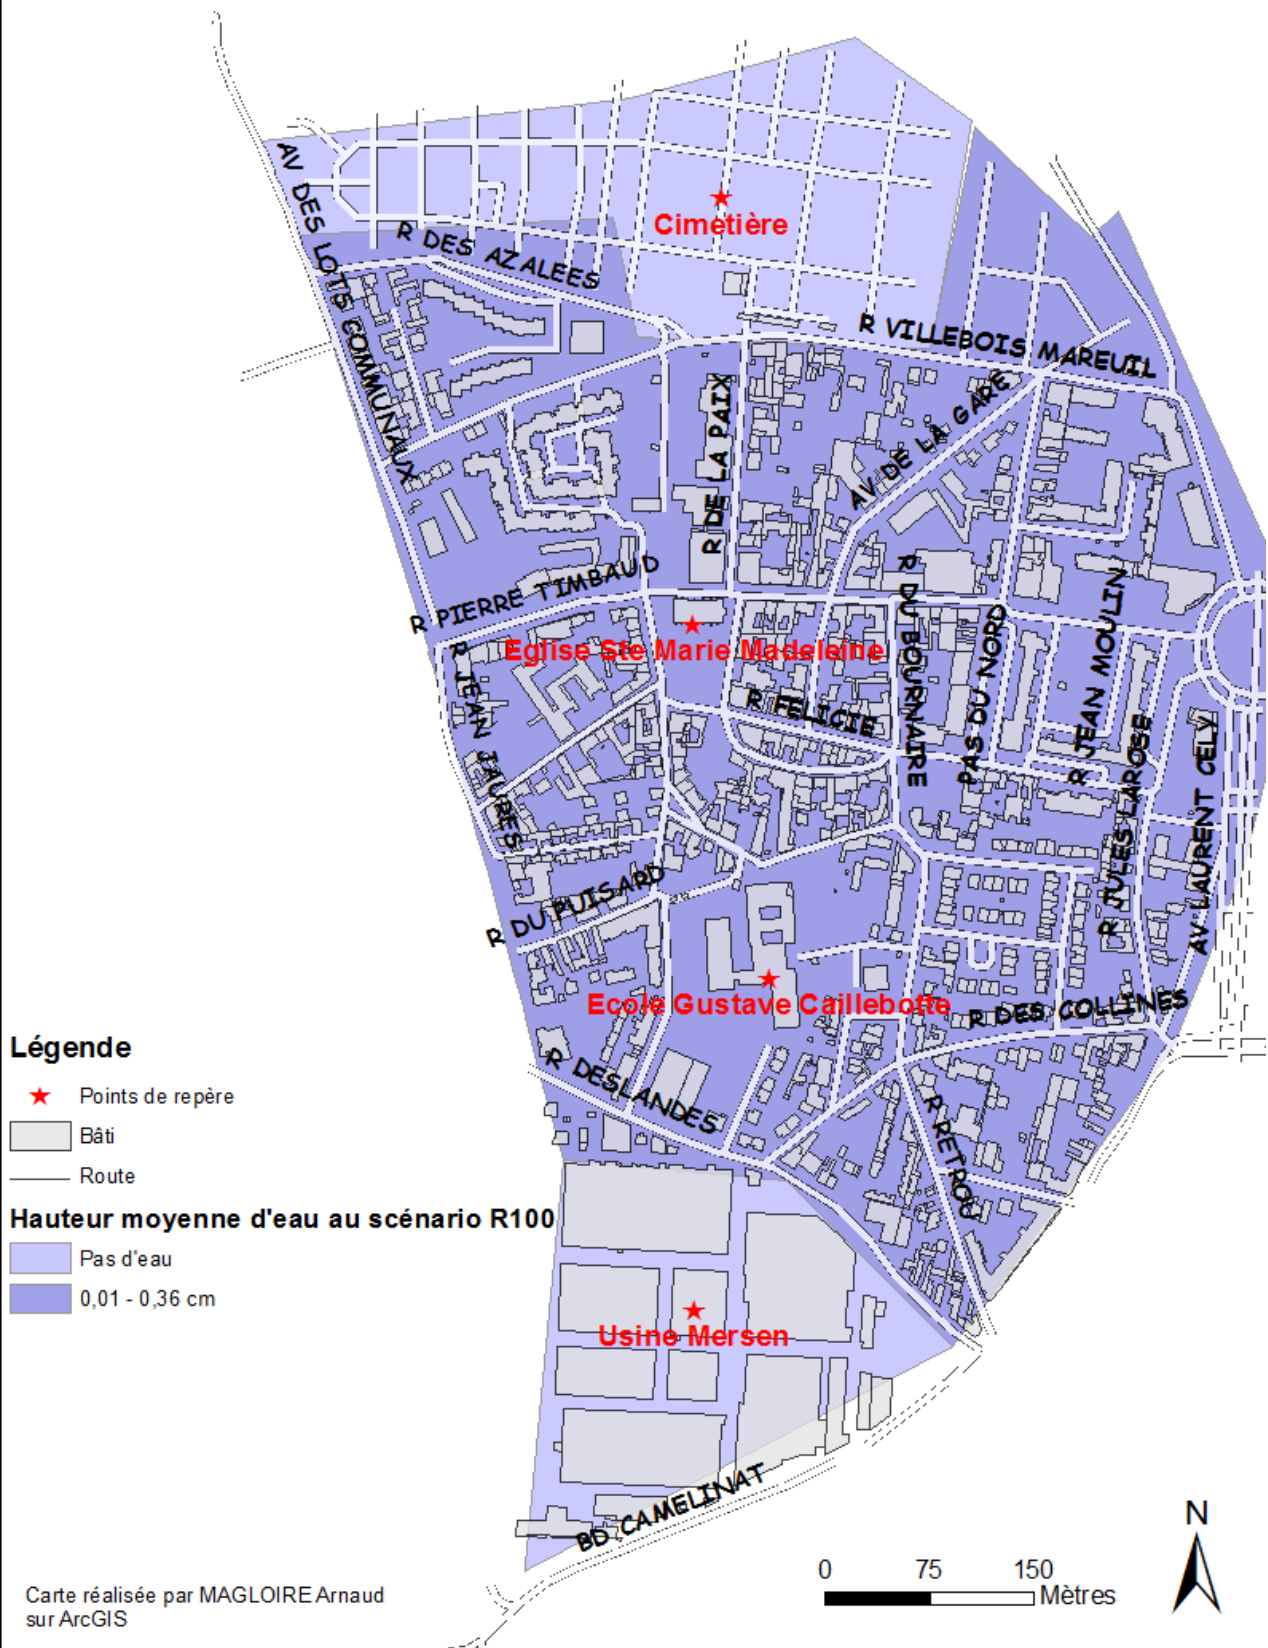 AV DES LOTS COMMUNAUX
R DES AZALEES
Cimetière
R VILLEBOIS MAREUIL
R DE LA PAIX
AV DE LA GARE
R PIERRE TIMBAUD
Eglise Ste Marie Madeleine
R JEAN JAURES
R FELICIE
R DU BOURNAIRE
PAS DU NORD
R JEAN MOULIN
R JULES LAROSE
AV LAURENT CELY
R DU PUISARD
Ecole Gustave Caillebotte
R DES COLLINES
R DESLANDES
R RETROU
Usine Mersen
BD CAMELINAT
Légende
Points de repère
Bâti
Route
Hauteur moyenne d'eau au scénario R100
Pas d'eau
0,01 - 0,36 cm
N
0 75 150
Mètres
Carte réalisée par MAGLOIRE Arnaud
sur ArcGIS